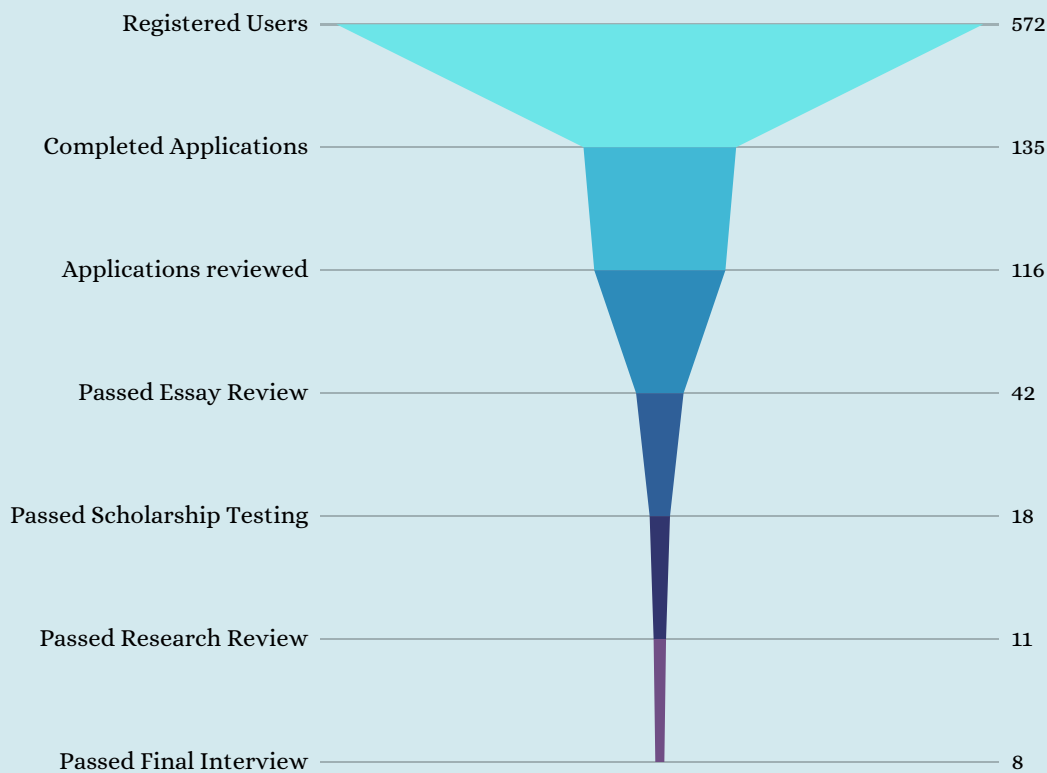 Registered Users 572
Completed Applications 135
Applications reviewed 116
Passed Essay Review 42
Passed Scholarship Testing 18
Passed Research Review 11
Passed Final Interview 8